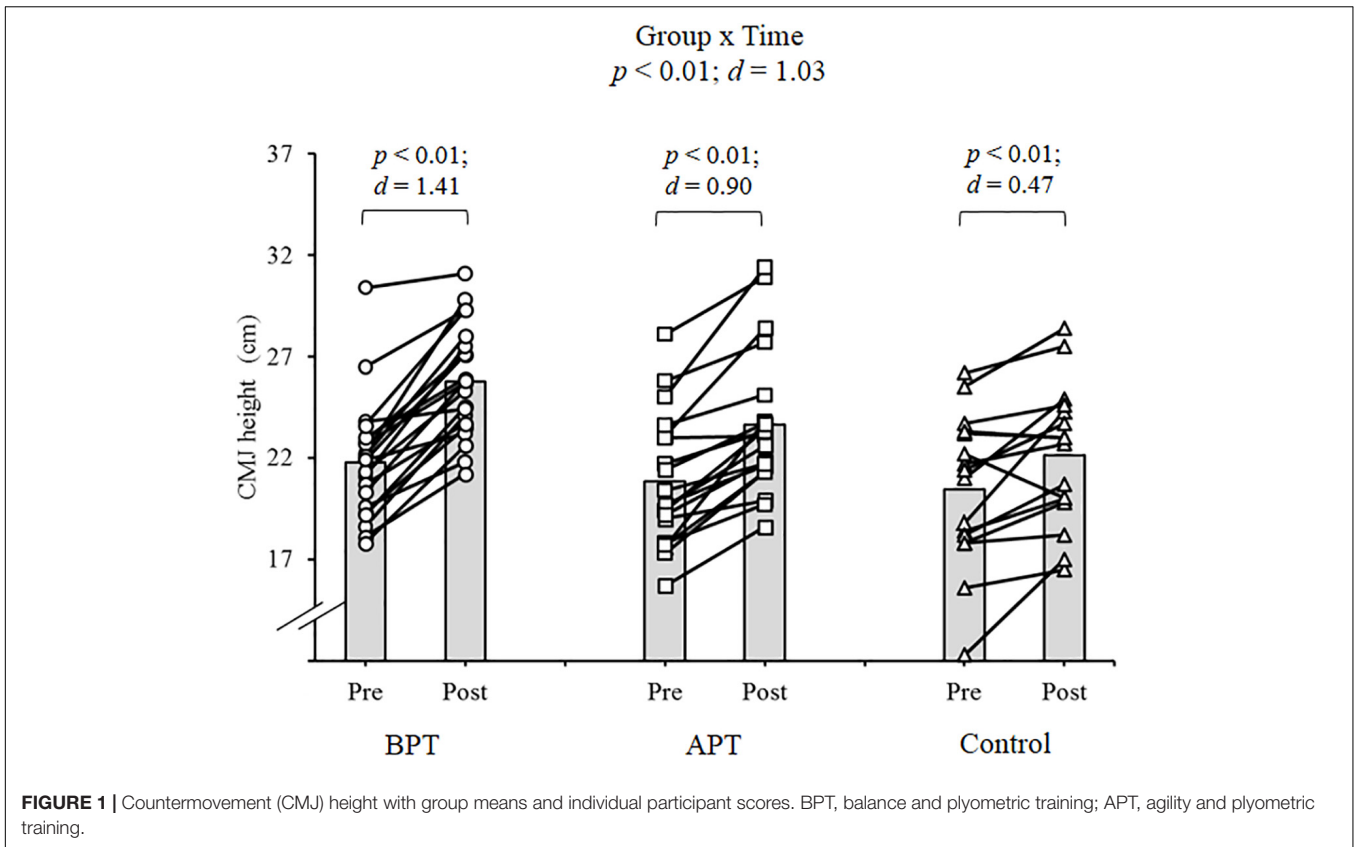 Group x Time
p < 0.01; d = 1.03
p < 0.01;
d = 1.41
p < 0.01;
d = 0.90
p < 0.01;
d = 0.47
CMJ height (cm)
37
32
27
22
17
Pre
Post
Pre
Post
Pre
Post
BPT
APT
Control
FIGURE 1 | Countermovement (CMJ) height with group means and individual participant scores. BPT, balance and plyometric training; APT, agility and plyometric
training.